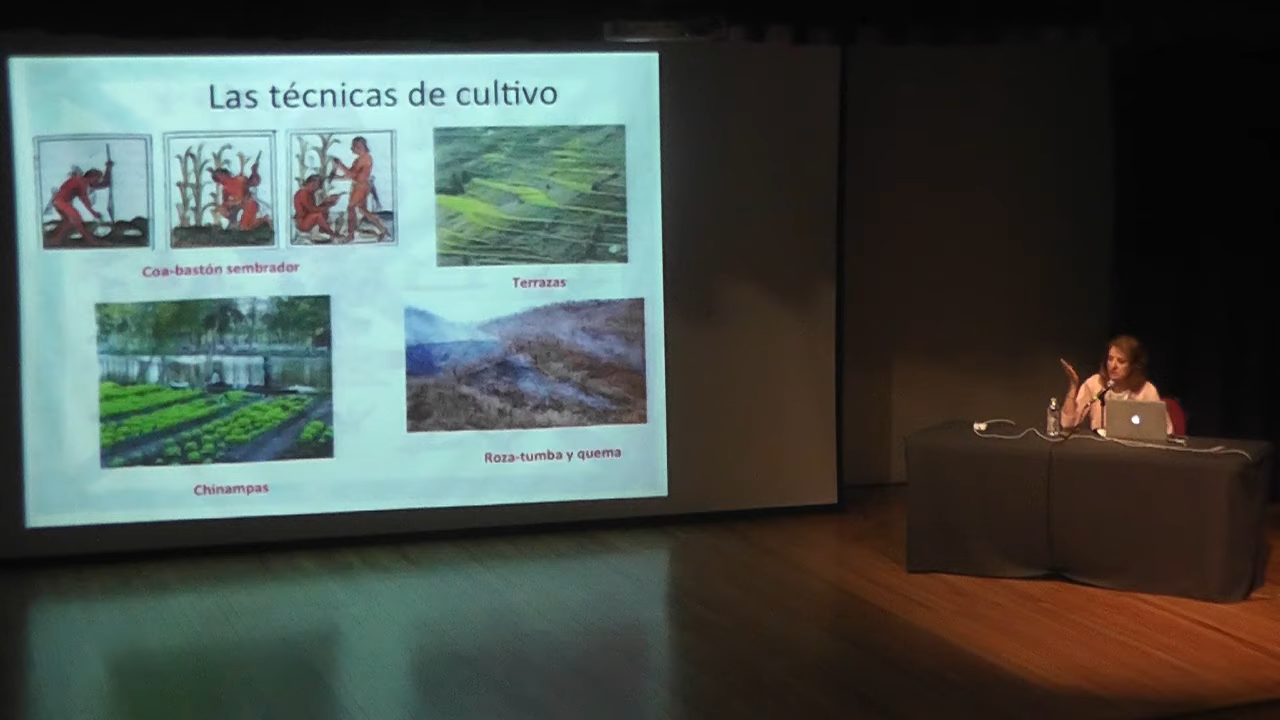 Las técnicas de cultivo
Coa-bastón sembrador
Terrazas
Chinampas
Roza-tumba y quema